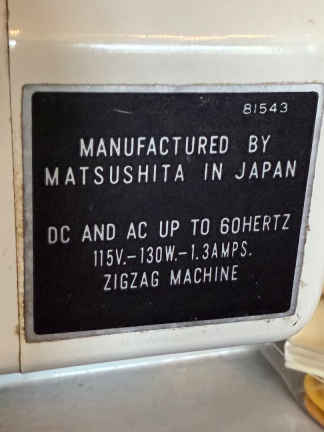 81543
MANUFACTURED BY
MATSUSHITA IN JAPAN
DC AND AC UP TO 60HERTZ
115V.-130W.-1.3AMPS.
ZIGZAG MACHINE